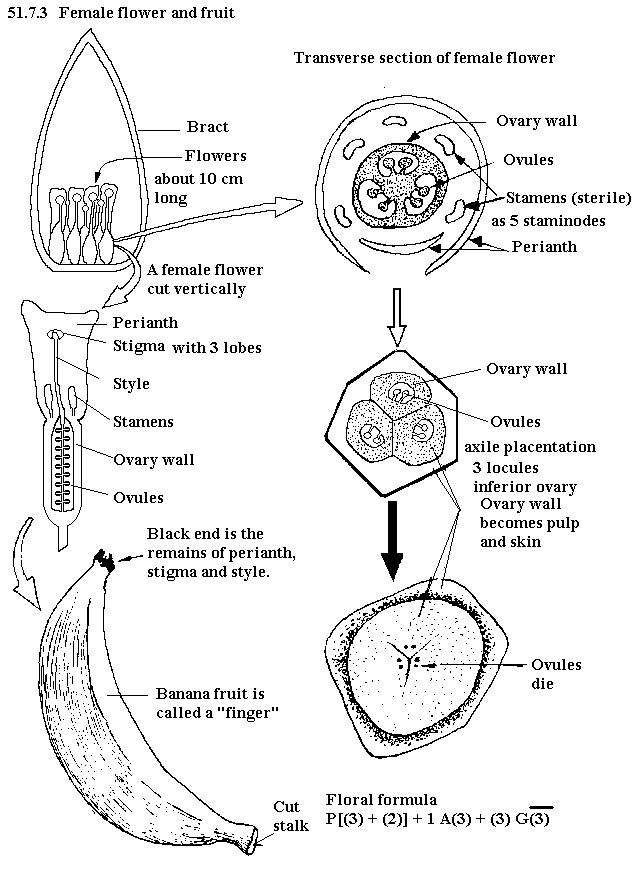 51.7.3 Female flower and fruit
Bract
Flowers
about 10 cm
long
A female flower
cut vertically
Perianth
Stigma with 3 lobes
Style
Stamens
Ovary wall
Ovules
Black end is the
remains of perianth,
stigma and style.
Banana fruit is
called a "finger"
Cut
stalk
Transverse section of female flower
Ovary wall
Ovules
Stamens (sterile)
as 5 staminodes
Perianth
Ovary wall
Ovules
axile placentation
3 locules
inferior ovary
Ovary wall
becomes pulp
and skin
Ovules
die
Floral formula
P[(3) + (2)] + 1 A(3) + (3) G(3)